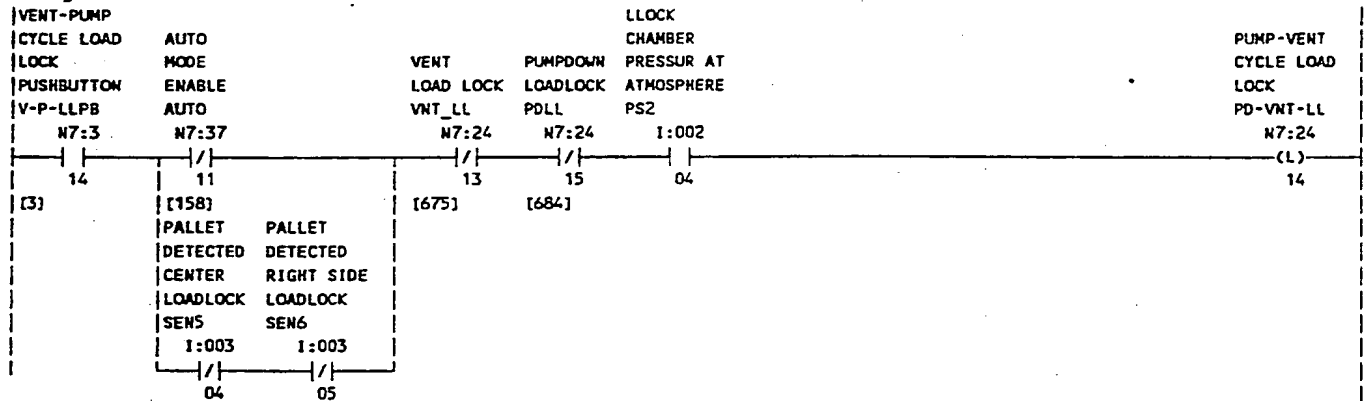 VENT-PUMP LLOCK
CYCLE LOAD AUTO CHAMBER PUMP-VENT
LOCK MODE VENT PUMPDOWN PRESSUR AT CYCLE LOAD
PUSHBUTTON ENABLE LOAD LOCK LOADLOCK ATMOSPHERE LOCK
V-P-LLPB AUTO VNT_LL PDLL PS2 PD-VNT-LL
N7:3 N7:37 N7:24 N7:24 I:002 N7:24
(L)
14 11 13 15 04 14
[3] [158] [675] [684]
PALLET PALLET
DETECTED DETECTED
CENTER RIGHT SIDE
LOADLOCK LOADLOCK
SEN5 SEN6
I:003 I:003
04 05